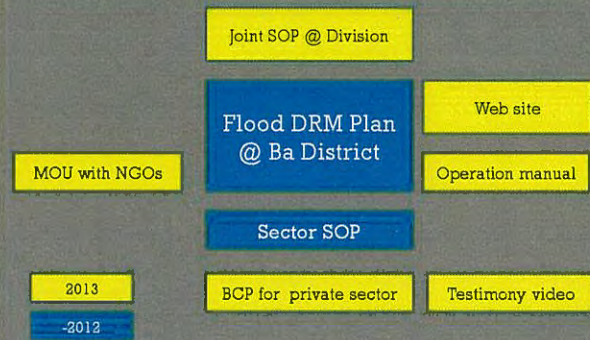 Joint SOP @ Division
Flood DRM Plan
@ Ba District
Web site
MOU with NGOs
Operation manual
Sector SOP
2013
BCP for private sector
Testimony video
-2012